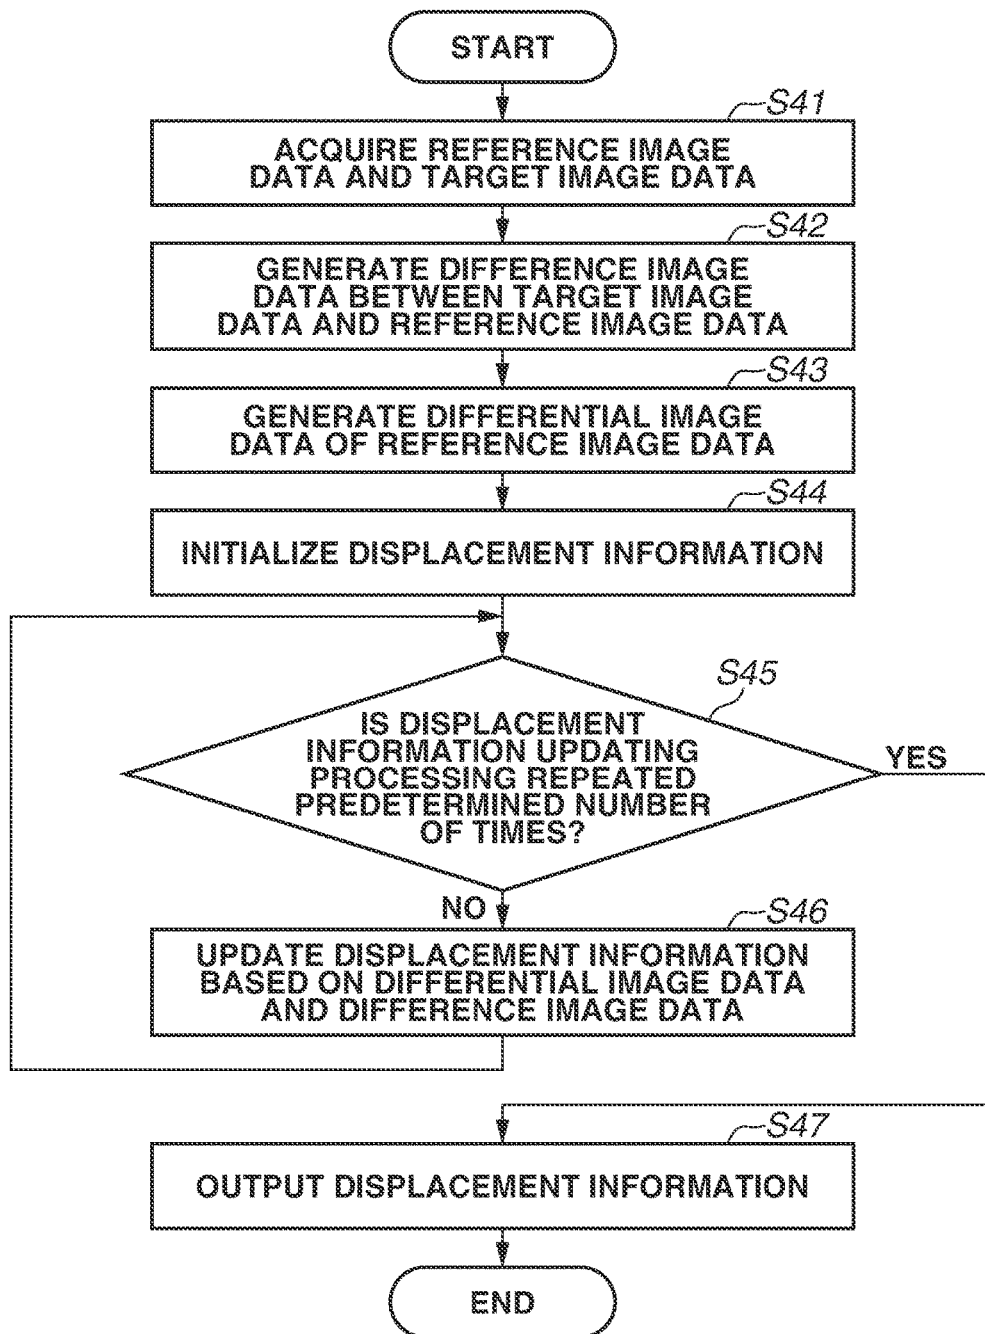 START
S41
ACQUIRE REFERENCE IMAGE
DATA AND TARGET IMAGE DATA
S42
GENERATE DIFFERENCE IMAGE
DATA BETWEEN TARGET IMAGE
DATA AND REFERENCE IMAGE DATA
S43
GENERATE DIFFERENTIAL IMAGE
DATA OF REFERENCE IMAGE DATA
S44
INITIALIZE DISPLACEMENT INFORMATION
S45
IS DISPLACEMENT
INFORMATION UPDATING
PROCESSING REPEATED
PREDETERMINED NUMBER
OF TIMES?
YES
NO
S46
UPDATE DISPLACEMENT INFORMATION
BASED ON DIFFERENTIAL IMAGE DATA
AND DIFFERENCE IMAGE DATA
S47
OUTPUT DISPLACEMENT INFORMATION
END